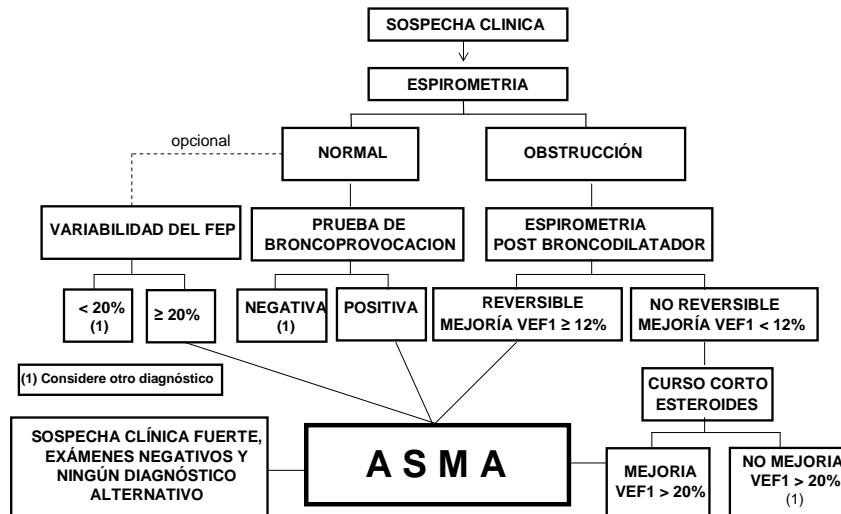 SOSPECHA CLINICA
ESPIROMETRIA
opcional
NORMAL
OBSTRUCCIÓN
VARIABILIDAD DEL FEP
PRUEBA DE
BRONCOPROVOCACION
ESPIROMETRIA
POST BRONCODILATADOR
< 20%
(1)
≥ 20%
NEGATIVA
(1)
POSITIVA
REVERSIBLE
MEJORÍA VEF1 ≥ 12%
NO REVERSIBLE
MEJORÍA VEF1 < 12%
(1) Considere otro diagnóstico
CURSO CORTO
ESTEROIDES
SOSPECHA CLÍNICA FUERTE,
EXÁMENES NEGATIVOS Y
NINGÚN DIAGNÓSTICO
ALTERNATIVO
A S M A
MEJORIA
VEF1 > 20%
NO MEJORIA
VEF1 > 20%
(1)